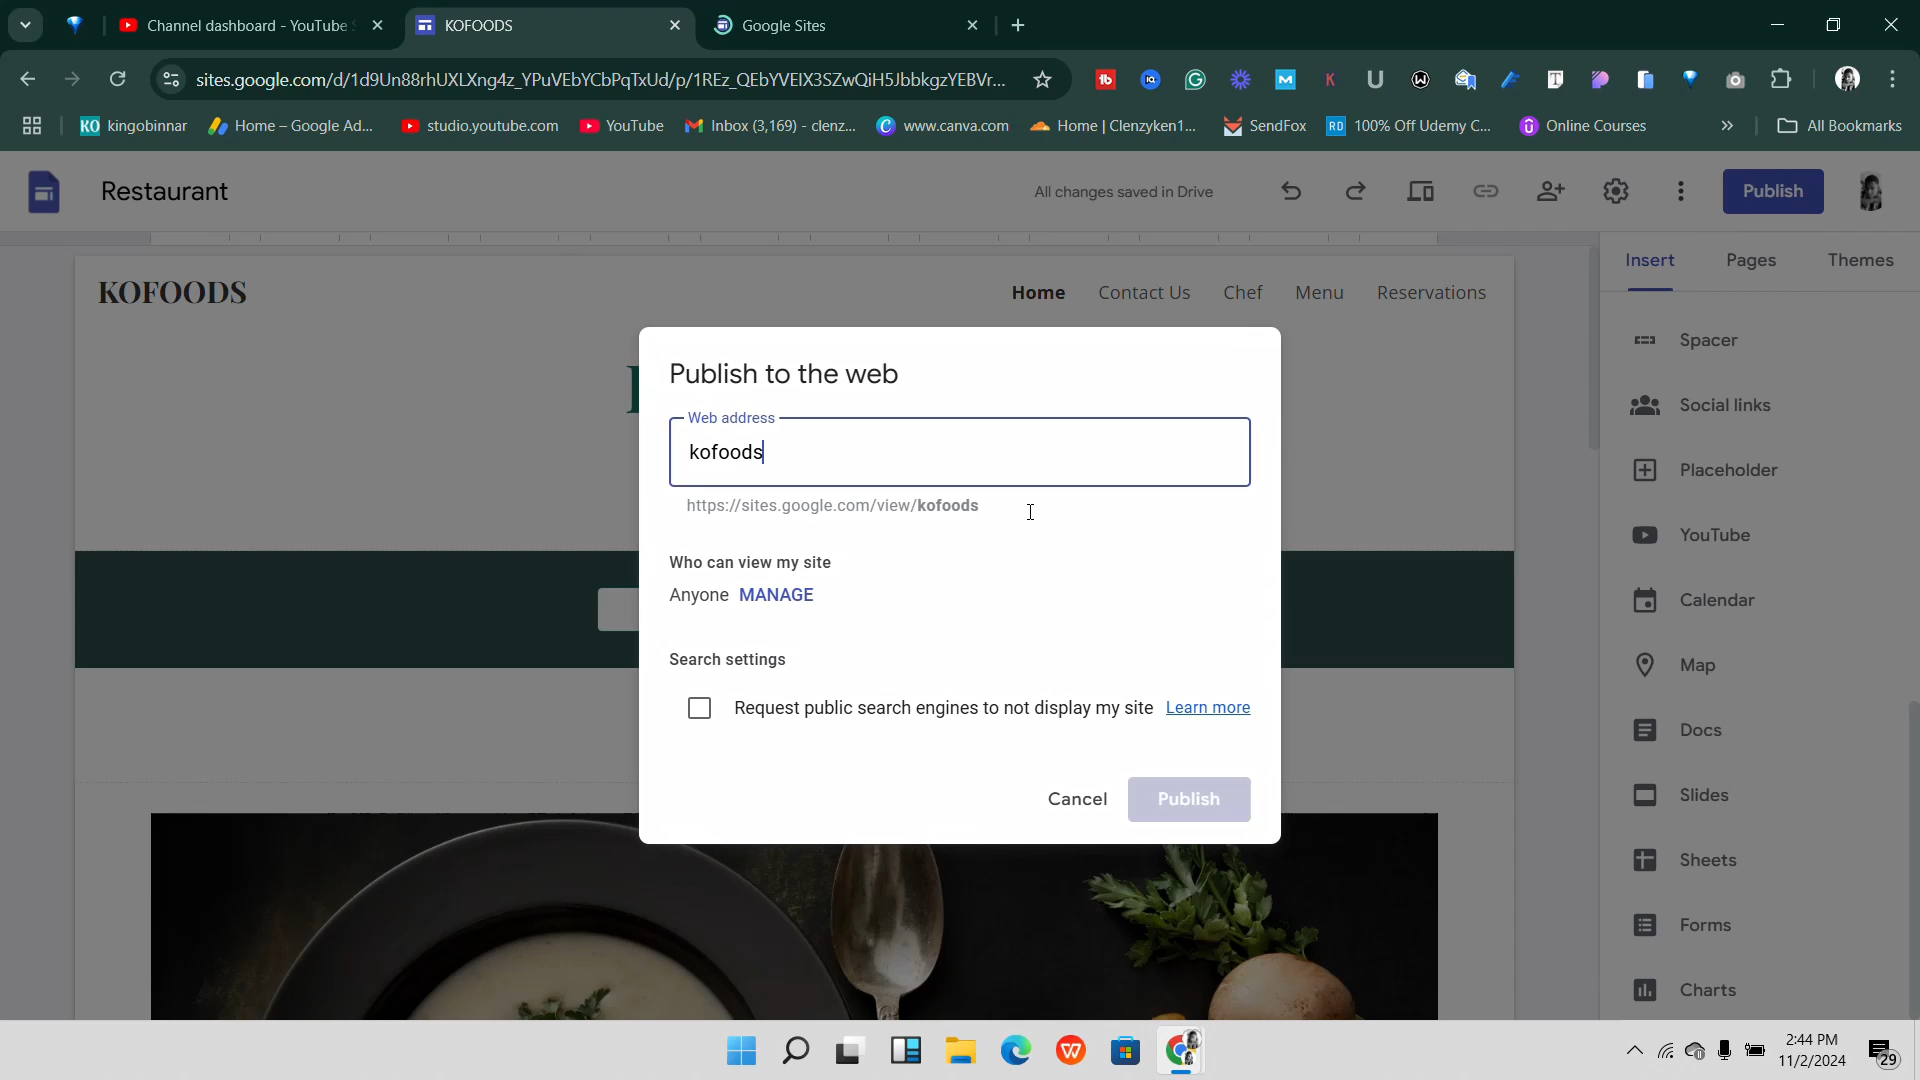 Channel dashboard - YouTube S
KOFOODS
Google Sites
sites.google.com/d/1d9Un88rhUXLXng4z_YPuVEbYCbPqTxUd/p/1REz_QEbYVEIX3SZwQiH5JbbkgzYEBVr...
KO kingobinnar
Home – Google Ad...
studio.youtube.com
YouTube
Inbox (3,169) - clenz...
www.canva.com
Home | Clenzyken1...
SendFox
RD 100% Off Udemy C...
Online Courses
All Bookmarks
Restaurant
All changes saved in Drive
Publish
KOFOODS
Home
Contact Us
Chef
Menu
Reservations
Insert
Pages
Themes
Spacer
Social links
Placeholder
YouTube
Calendar
Map
Docs
Slides
Sheets
Forms
Charts
Publish to the web
Web address
kofoods
https://sites.google.com/view/kofoods
Who can view my site
Anyone MANAGE
Search settings
Request public search engines to not display my site Learn more
Cancel
Publish
2:44 PM
11/2/2024
29